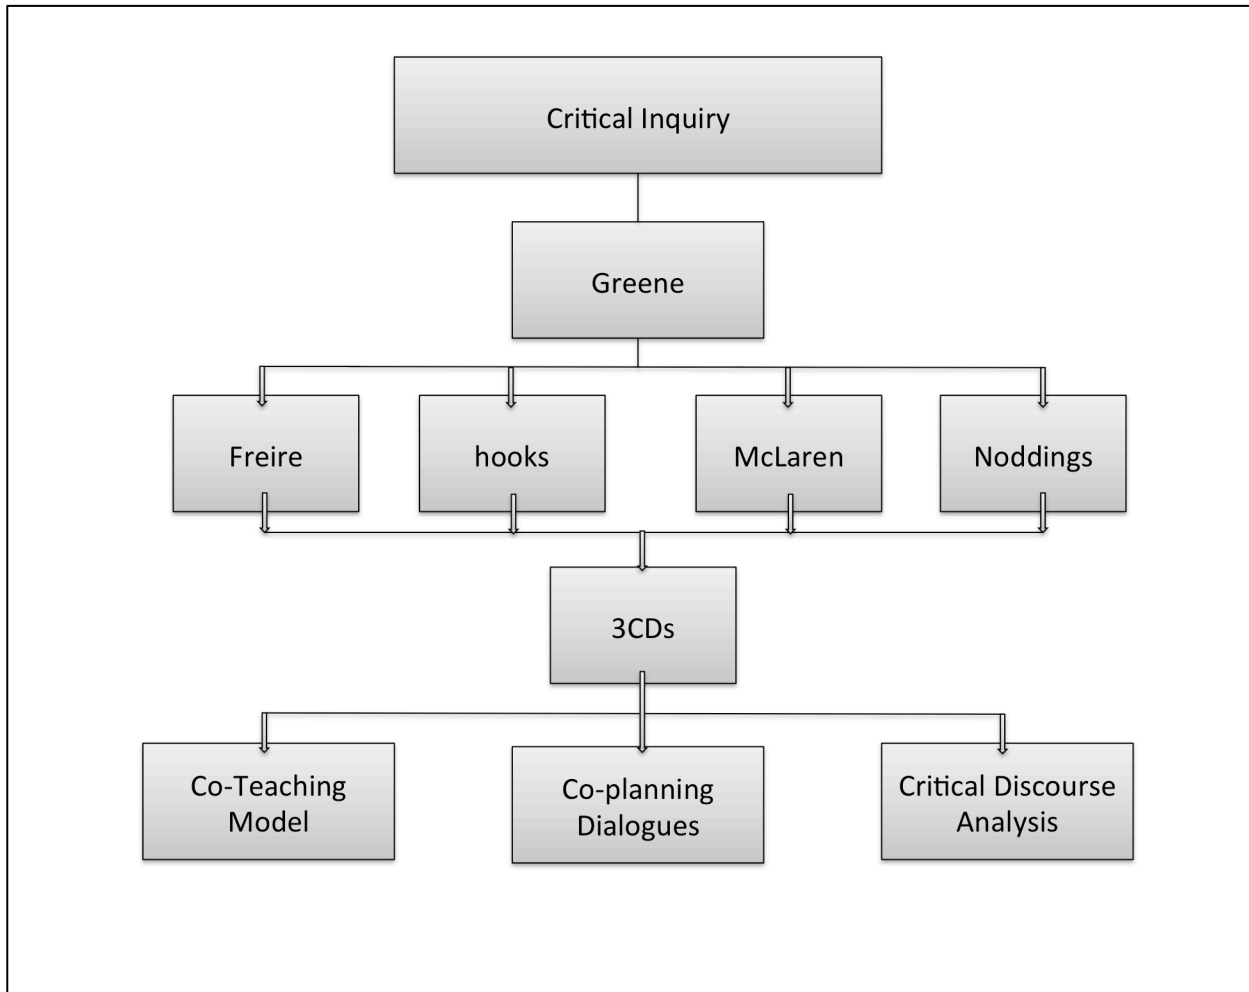 Critical Inquiry
Greene
Freire
hooks
McLaren
Noddings
3CDs
Co-Teaching
Model
Co-planning
Dialogues
Critical Discourse
Analysis